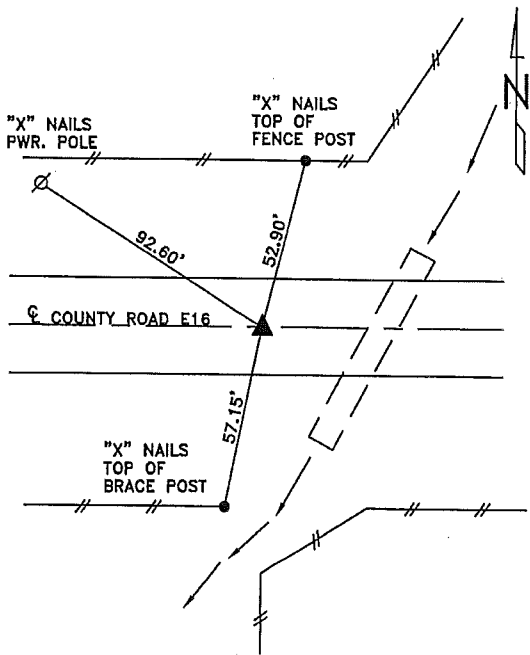 N
"X" NAILS
PWR. POLE
"X" NAILS
TOP OF
FENCE POST
92.60'
52.90'
℄ COUNTY ROAD E16
57.15'
"X" NAILS
TOP OF
BRACE POST